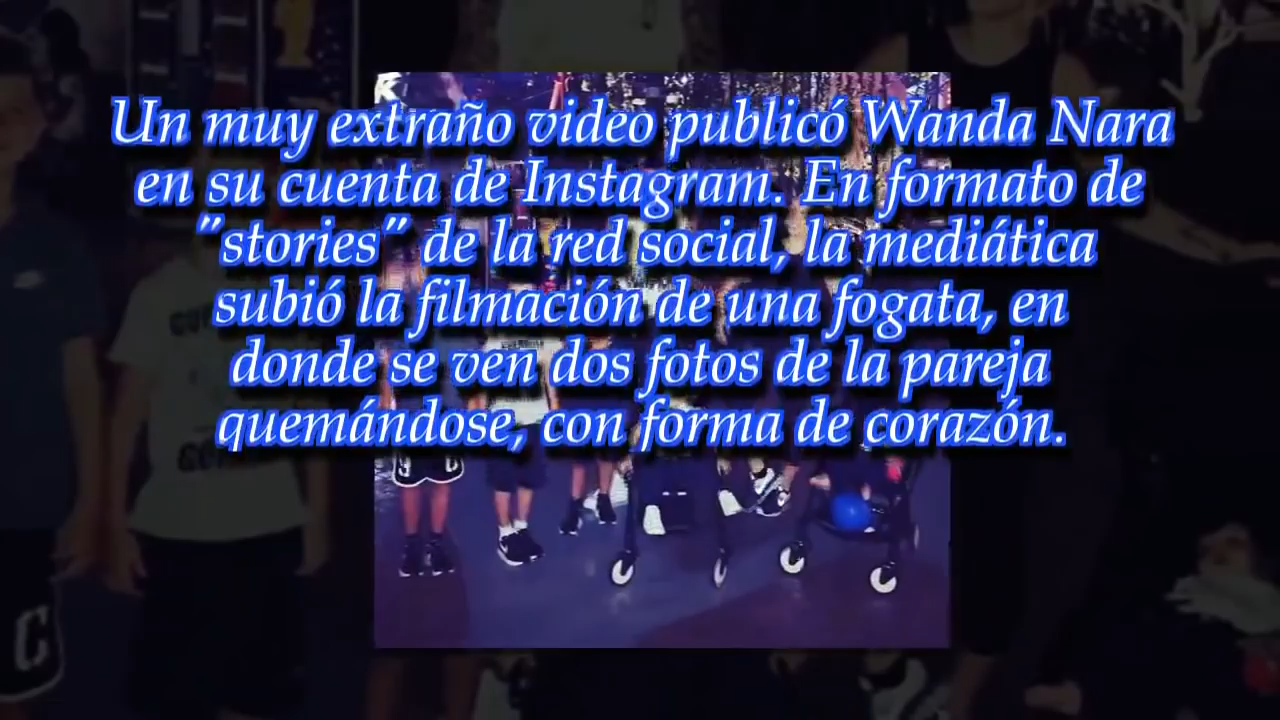 Un muy extraño video publicó Wanda Nara
en su cuenta de Instagram. En formato de
"stories" de la red social, la mediática
subió la filmación de una fogata, en
donde se ven dos fotos de la pareja
quemándose, con forma de corazón.